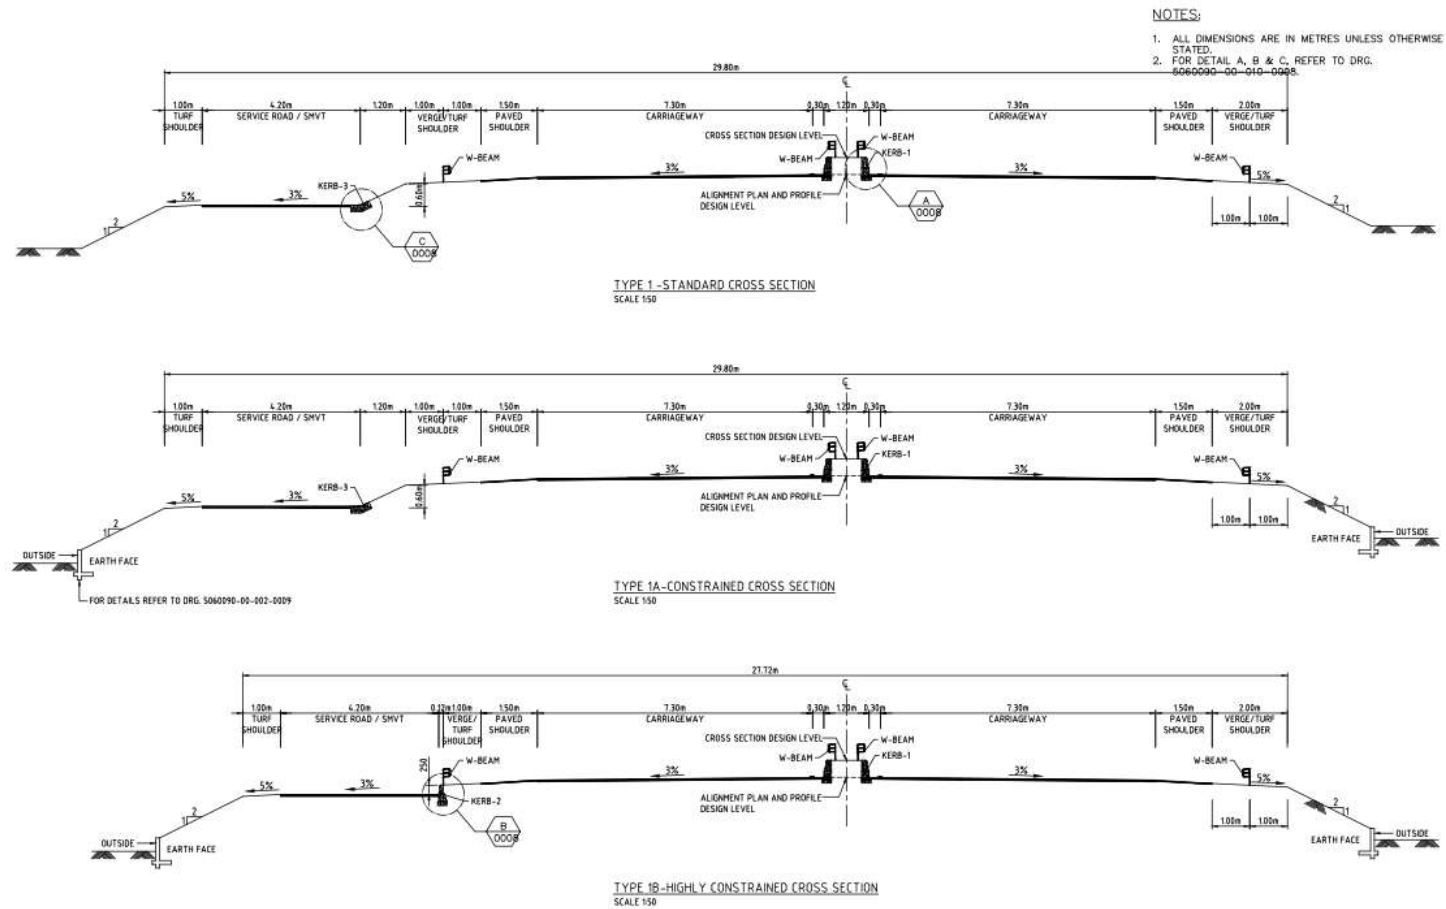 NOTES:
1. ALL DIMENSIONS ARE IN METRES UNLESS OTHERWISE
STATED.
2. FOR DETAIL A, B & C, REFER TO DRG.
5060090-00-010-0008.
29.80m
℄
1.00m 4.20m 1.20m 1.00m 1.00m 1.50m 7.30m 0.30m 1.20m 0.30m 7.30m 1.50m 2.00m
TURF SERVICE ROAD / SMVT VERGE/TURF PAVED CARRIAGEWAY CARRIAGEWAY PAVED VERGE/TURF
SHOULDER SHOULDER SHOULDER SHOULDER SHOULDER
CROSS SECTION DESIGN LEVEL W-BEAM
W-BEAM W-BEAM KERB-1 W-BEAM
5% 3% KERB-3 0.60m 3% 3% 5%
ALIGNMENT PLAN AND PROFILE
DESIGN LEVEL
A
0008
1.00m 1.00m
1 2 2 1
C
0008
TYPE 1 -STANDARD CROSS SECTION
SCALE 1:50
29.80m
℄
1.00m 4.20m 1.20m 1.00m 1.00m 1.50m 7.30m 0.30m 1.20m 0.30m 7.30m 1.50m 2.00m
TURF SERVICE ROAD / SMVT VERGE/TURF PAVED CARRIAGEWAY CARRIAGEWAY PAVED VERGE/TURF
SHOULDER SHOULDER SHOULDER SHOULDER SHOULDER
CROSS SECTION DESIGN LEVEL W-BEAM
W-BEAM W-BEAM KERB-1 W-BEAM
5% 3% KERB-3 0.60m 3% 3% 5%
ALIGNMENT PLAN AND PROFILE
DESIGN LEVEL
1.00m 1.00m
1 2 2 1
OUTSIDE EARTH FACE EARTH FACE OUTSIDE
FOR DETAILS REFER TO DRG. 5060090-00-002-0009
TYPE 1A-CONSTRAINED CROSS SECTION
SCALE 1:50
27.72m
℄
1.00m 4.20m 0.12m 1.00m 1.50m 7.30m 0.30m 1.20m 0.30m 7.30m 1.50m 2.00m
TURF SERVICE ROAD / SMVT VERGE/ PAVED CARRIAGEWAY CARRIAGEWAY PAVED VERGE/TURF
SHOULDER TURF SHOULDER SHOULDER SHOULDER
SHOULDER
CROSS SECTION DESIGN LEVEL W-BEAM
W-BEAM W-BEAM KERB-1 W-BEAM
5% 3% 250 KERB-2 3% 3% 5%
ALIGNMENT PLAN AND PROFILE
DESIGN LEVEL
1.00m 1.00m
1 2 2 1
B
0008
OUTSIDE EARTH FACE EARTH FACE OUTSIDE
TYPE 1B-HIGHLY CONSTRAINED CROSS SECTION
SCALE 1:50